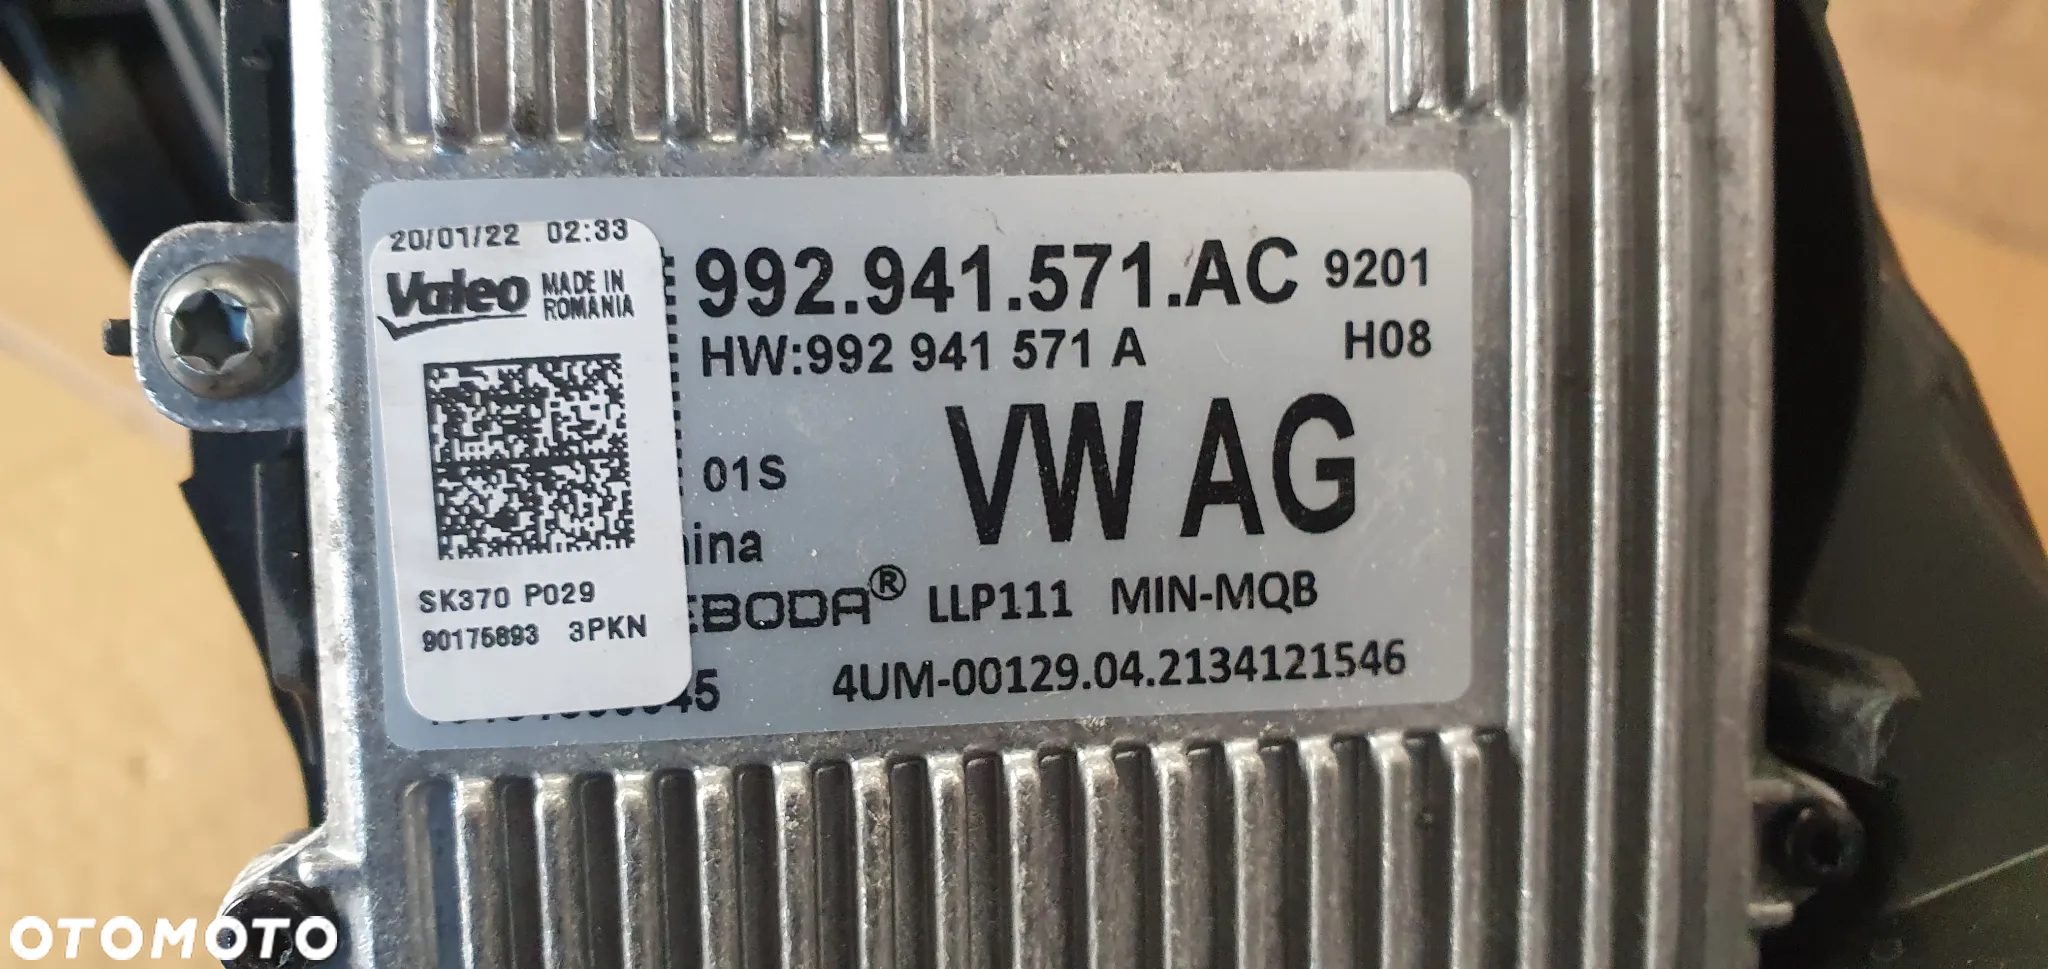 20/01/22 02:33
Valeo MADE IN ROMANIA
SK370 P029
90175893 3PKN
992.941.571.AC 9201
HW:992 941 571 A H08
01S VW AG
EBODA® LLP111 MIN-MQB
45 4UM-00129.04.2134121546
OTOMOTO